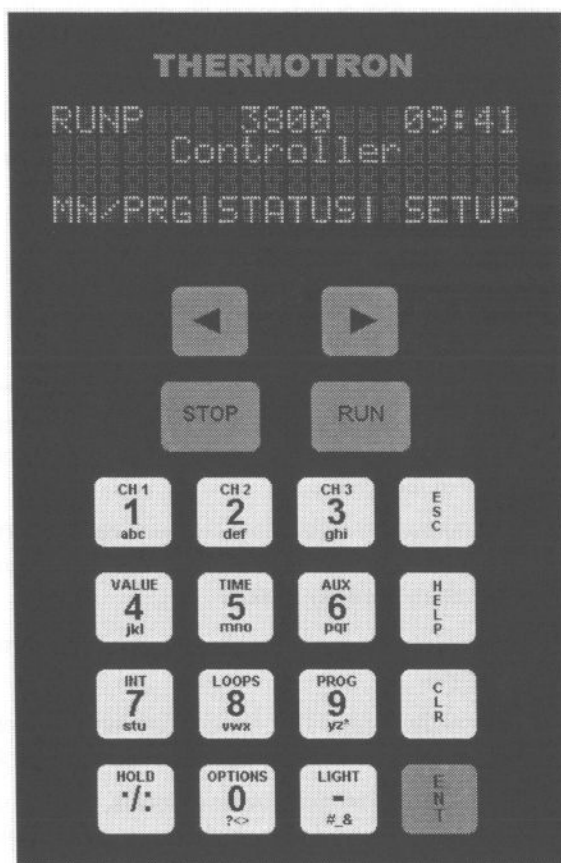 THERMOTRON
RUNP 3800 09:41
Controller
MN/PRG|STATUS| SETUP
STOP RUN
CH 1 CH 2 CH 3
1 2 3 ESC
abc def ghi
VALUE TIME AUX
4 5 6 HELP
jkl mno pqr
INT LOOPS PROG
7 8 9 CLR
stu vwx yz*
HOLD OPTIONS LIGHT
·/: 0 - ENT
?<> #_&